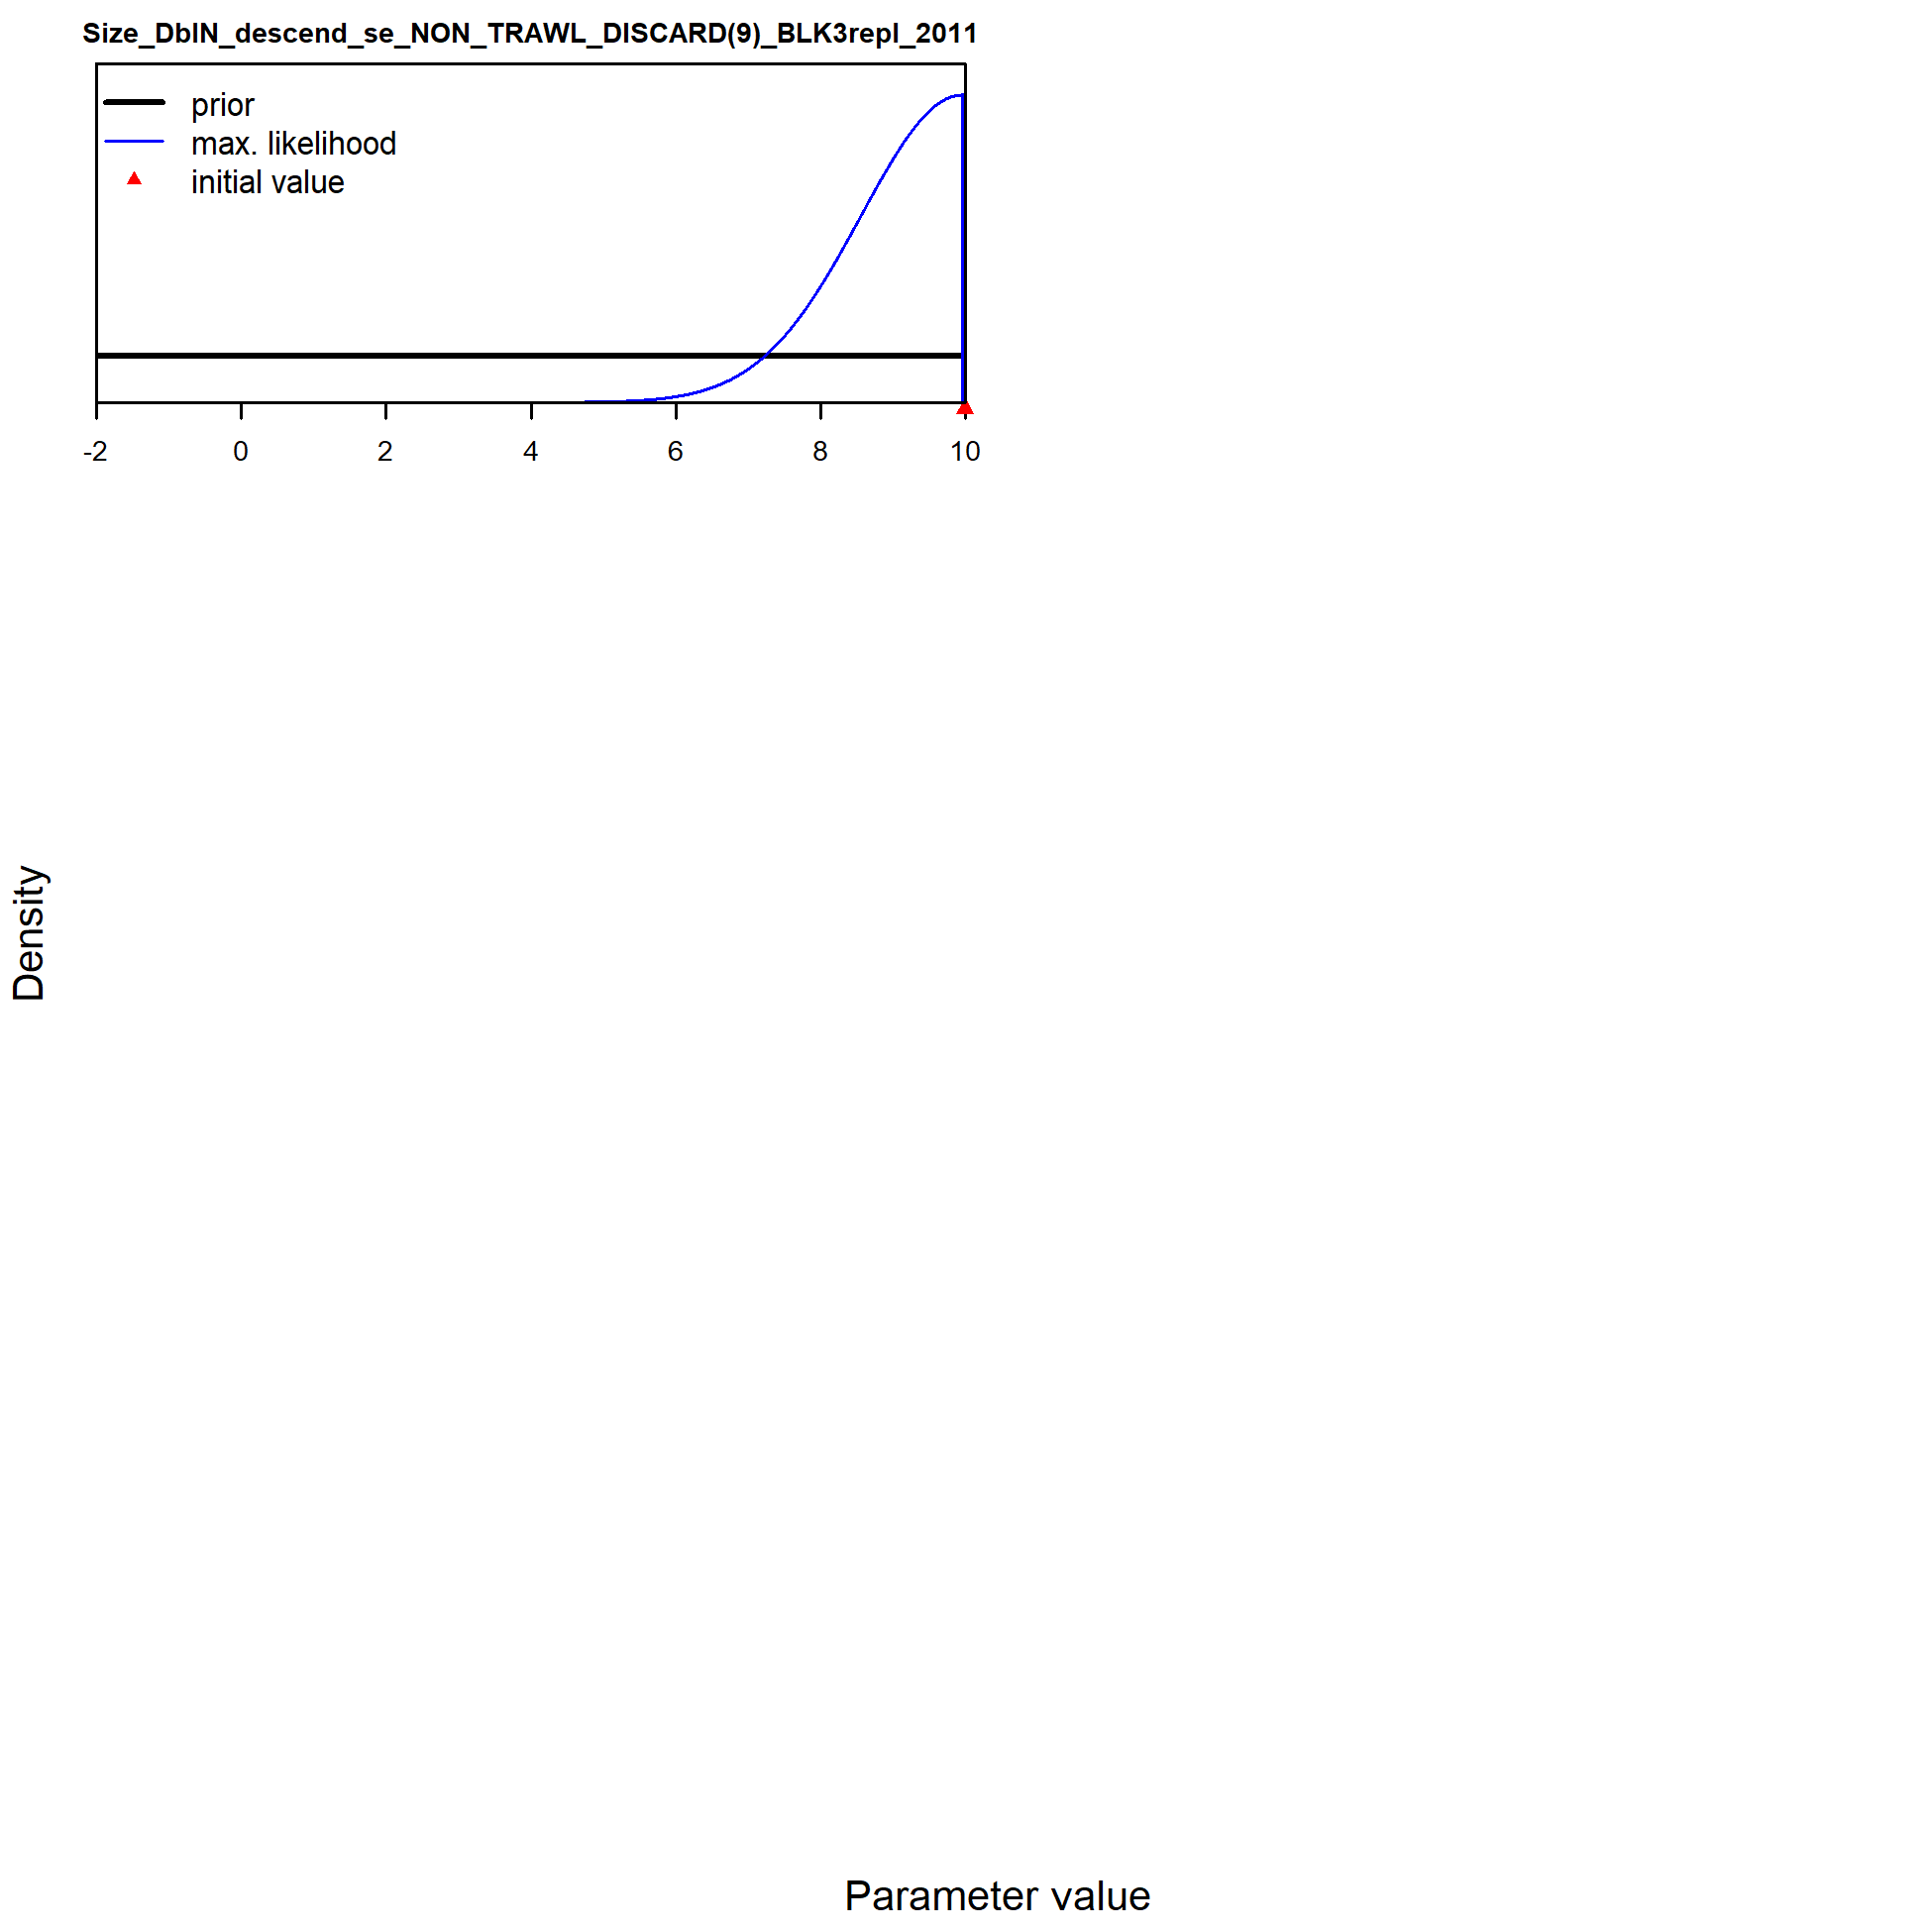 Size_DblN_descend_se_NON_TRAWL_DISCARD(9)_BLK3repl_2011
prior
max. likelihood
initial value
-2 0 2 4 6 8 10
Density
Parameter value